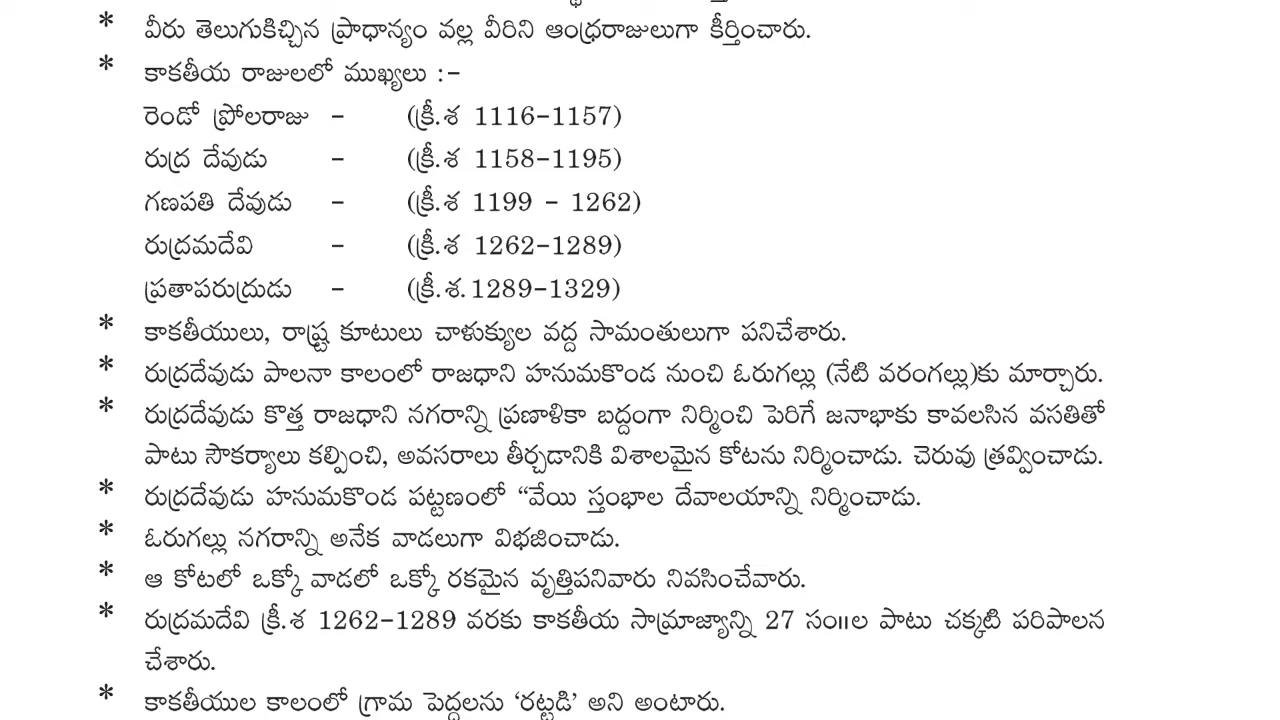 * వీరు తెలుగుకిచ్చిన ప్రాధాన్యం వల్ల వీరిని ఆంధ్రరాజులుగా కీర్తించారు.
* కాకతీయ రాజులలో ముఖ్యలు :-
రెండో ప్రోలరాజు - (క్రీ.శ 1116-1157)
రుద్ర దేవుడు - (క్రీ.శ 1158-1195)
గణపతి దేవుడు - (క్రీ.శ 1199 - 1262)
రుద్రమదేవి - (క్రీ.శ 1262-1289)
ప్రతాపరుద్రుడు - (క్రీ.శ.1289-1329)
* కాకతీయులు, రాష్ట్ర కూటులు చాళుక్యుల వద్ద సామంతులుగా పనిచేశారు.
* రుద్రదేవుడు పాలనా కాలంలో రాజధాని హనుమకొండ నుంచి ఓరుగల్లు (నేటి వరంగల్లు)కు మార్చారు.
* రుద్రదేవుడు కొత్త రాజధాని నగరాన్ని ప్రణాళికా బద్దంగా నిర్మించి పెరిగే జనాభాకు కావలసిన వసతితో
పాటు సౌకర్యాలు కల్పించి, అవసరాలు తీర్చడానికి విశాలమైన కోటను నిర్మించాడు. చెరువు త్రవ్వించాడు.
* రుద్రదేవుడు హనుమకొండ పట్టణంలో “వేయి స్తంభాల దేవాలయాన్ని నిర్మించాడు.
* ఓరుగల్లు నగరాన్ని అనేక వాడలుగా విభజించాడు.
* ఆ కోటలో ఒక్కో వాడలో ఒక్కో రకమైన వృత్తిపనివారు నివసించేవారు.
* రుద్రమదేవి క్రీ.శ 1262-1289 వరకు కాకతీయ సామ్రాజ్యాన్ని 27 సం॥ల పాటు చక్కటి పరిపాలన
చేశారు.
* కాకతీయుల కాలంలో గ్రామ పెద్దలను ‘రట్టడి’ అని అంటారు.